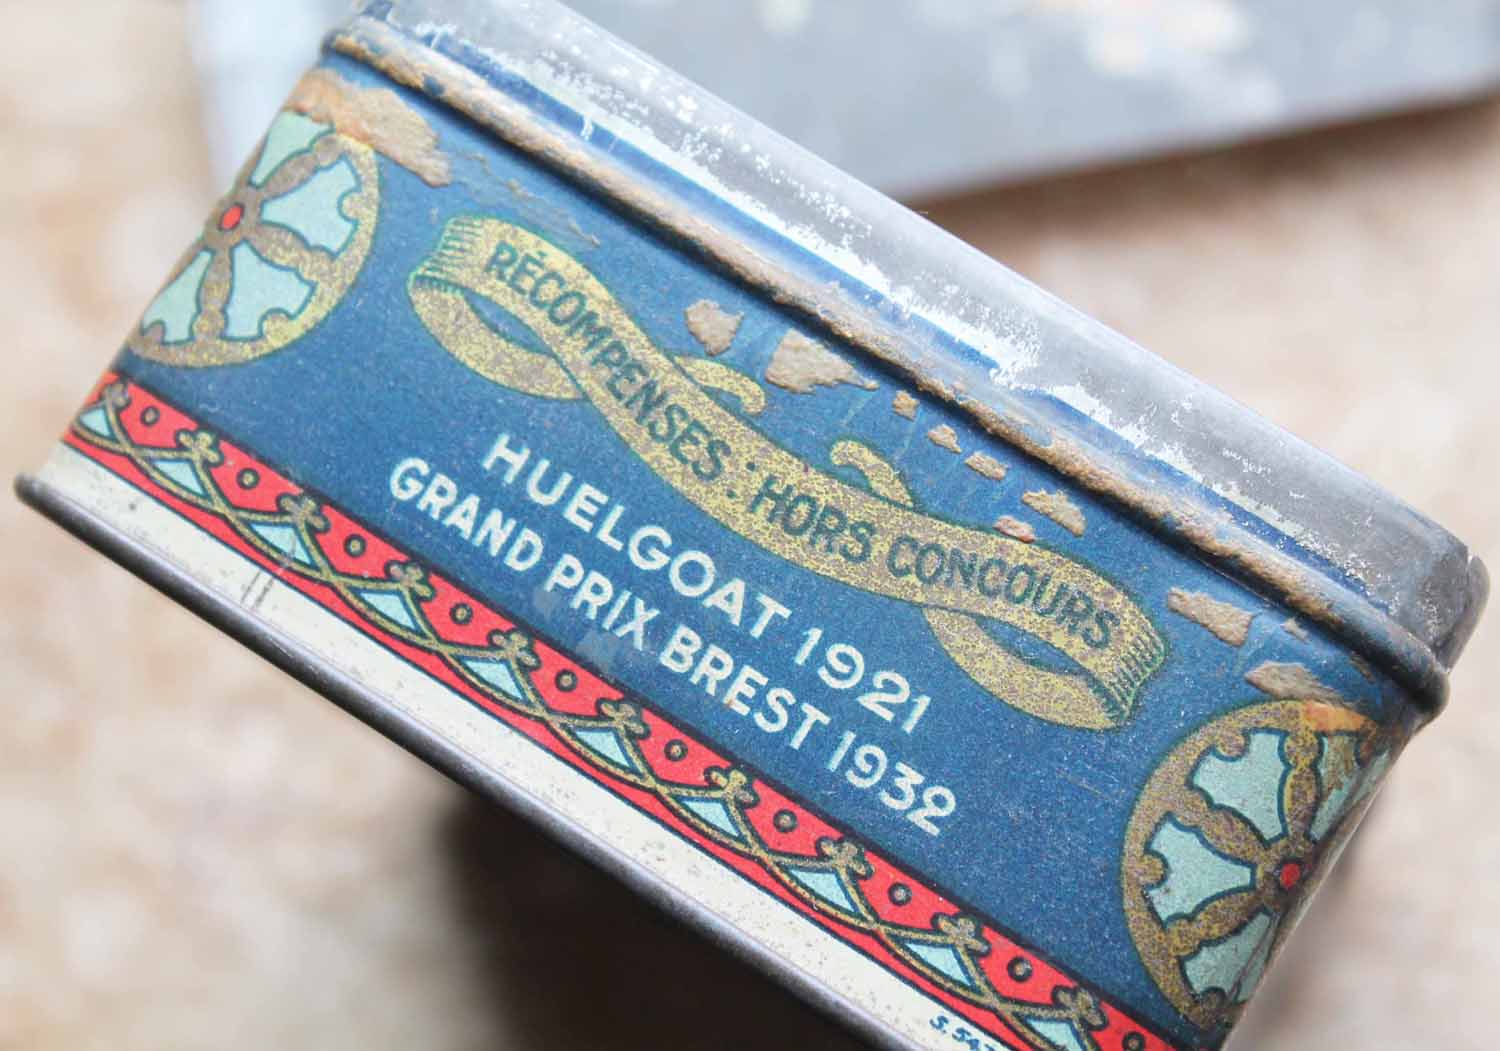 RÉCOMPENSES : HORS CONCOURS
HUELGOAT 1921
GRAND PRIX BREST 1932